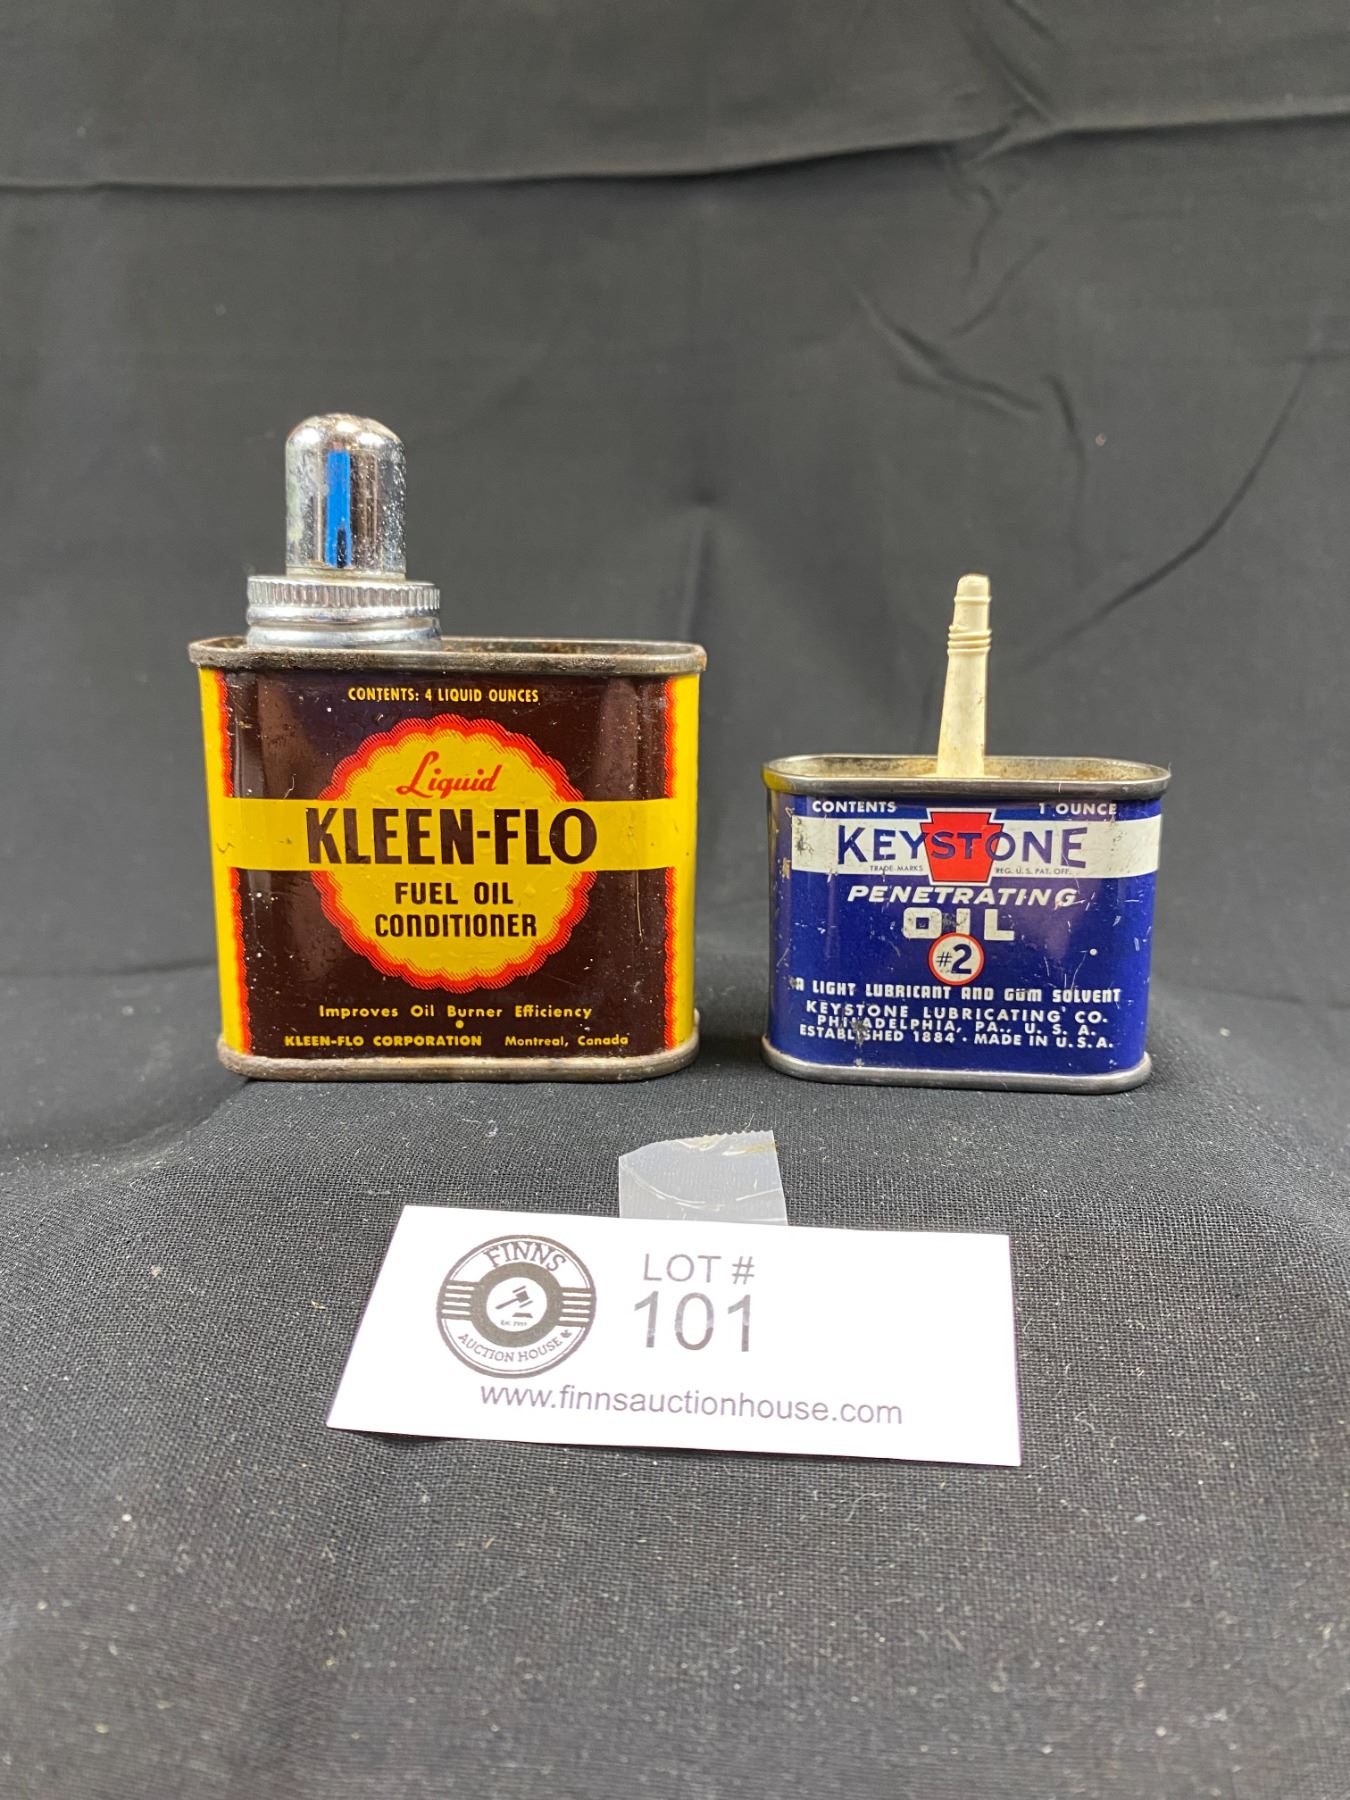 CONTENTS: 4 LIQUID OUNCES
Liquid
KLEEN-FLO
FUEL OIL
CONDITIONER
Improves Oil Burner Efficiency
KLEEN-FLO CORPORATION Montreal, Canada
CONTENTS 1 OUNCE
KEYSTONE
TRADE MARKS REG. U.S. PAT. OFF.
PENETRATING
OIL
#2
A LIGHT LUBRICANT AND GUM SOLVENT
KEYSTONE LUBRICATING CO.
PHILADELPHIA, PA., U.S.A.
ESTABLISHED 1884 · MADE IN U.S.A.
FINNS
AUCTION HOUSE
LOT #
101
www.finnsauctionhouse.com